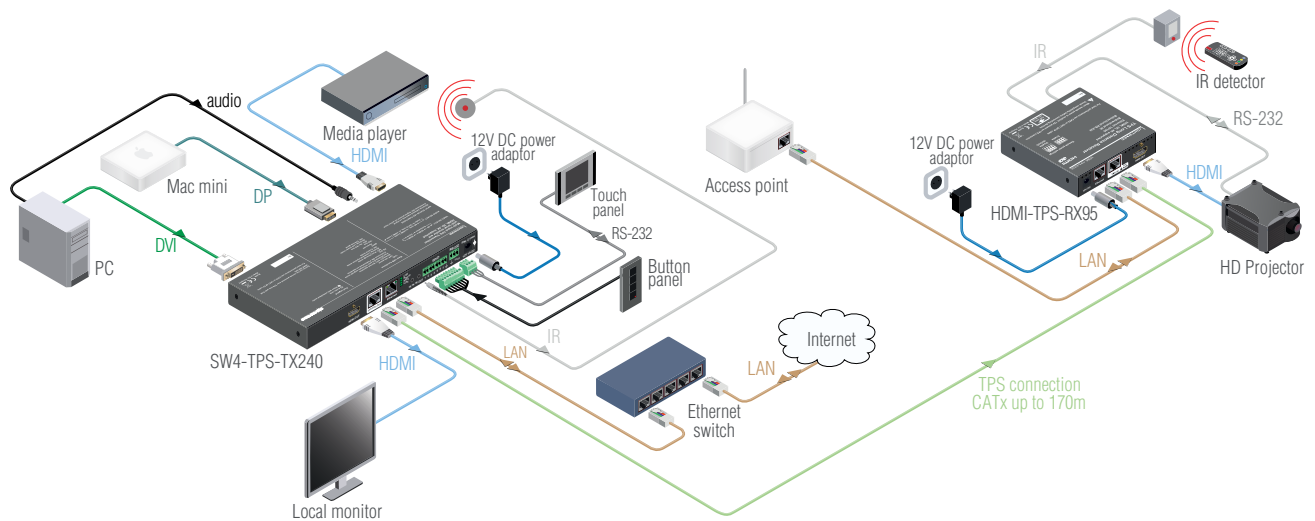 audio
Media player
HDMI
Mac mini
DP
PC
DVI
SW4-TPS-TX240
HDMI
Local monitor
12V DC power
adaptor
Touch
panel
RS-232
Button
panel
IR
LAN
Ethernet
switch
LAN
Internet
Access point
12V DC power
adaptor
HDMI-TPS-RX95
IR
IR detector
RS-232
HDMI
HD Projector
LAN
TPS connection
CATx up to 170m